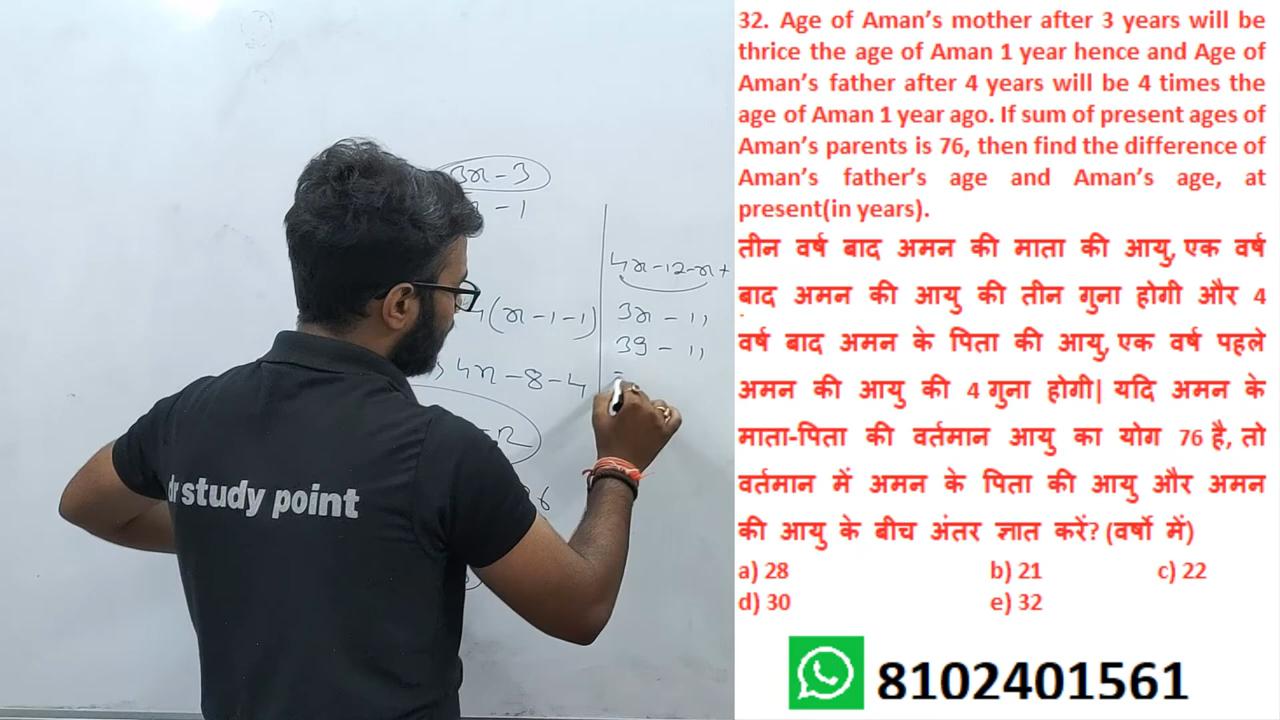 32. Age of Aman's mother after 3 years will be
thrice the age of Aman 1 year hence and Age of
Aman's father after 4 years will be 4 times the
age of Aman 1 year ago. If sum of present ages of
Aman's parents is 76, then find the difference of
Aman's father's age and Aman's age, at
present(in years).
तीन वर्ष बाद अमन की माता की आयु, एक वर्ष
बाद अमन की आयु की तीन गुना होगी और 4
वर्ष बाद अमन के पिता की आयु, एक वर्ष पहले
अमन की आयु की 4 गुना होगी| यदि अमन के
माता-पिता की वर्तमान आयु का योग 76 है, तो
वर्तमान में अमन के पिता की आयु और अमन
की आयु के बीच अंतर ज्ञात करें? (वर्षो में)
a) 28 b) 21 c) 22
d) 30 e) 32
8102401561
3x-3
- 1
(x-1-1)
4x-8-4
4x-12-x+
3x-11
39-11
study point